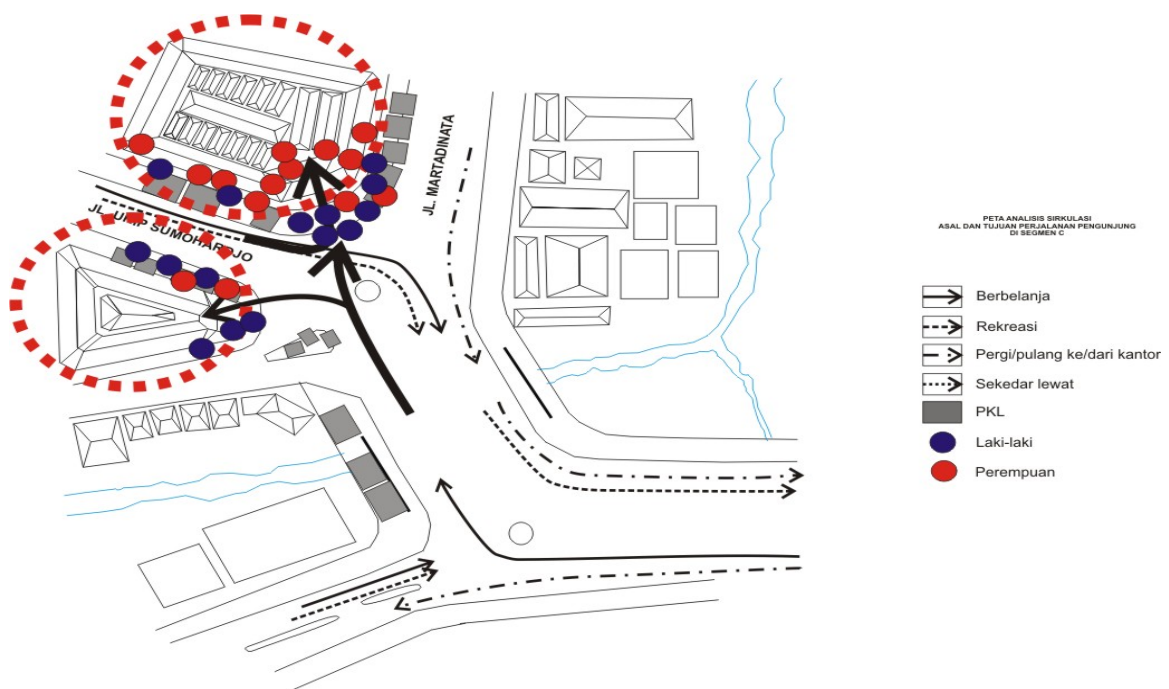 JL. MARTADINATA
JL. URIP SUMOHARDJO
PETA ANALISIS SIRKULASI
ASAL DAN TUJUAN PERJALANAN PENGUNJUNG
DI SEGMEN C
Berbelanja
Rekreasi
Pergi/pulang ke/dari kantor
Sekedar lewat
PKL
Laki-laki
Perempuan